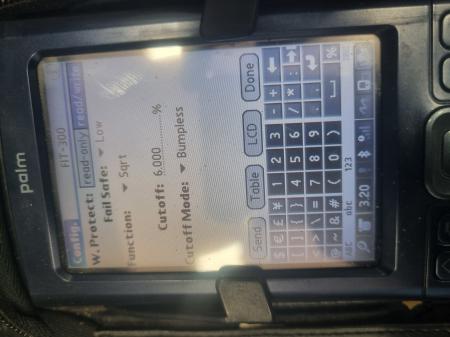 palm
Config. FIT-300
W. Protect: read-only read/write
Fail Safe: Low
Function: Sqrt
Cutoff: 6.000 %
Cutoff Mode: Bumpless
Send Table LCD Done
$ € £ ¥ 1 2 3 - + ←
[ ] { } 4 5 6 / * :
< > \ = 7 8 9 . ,
@ ~ & # ( 0 ) %
ABC abc 123
3.20